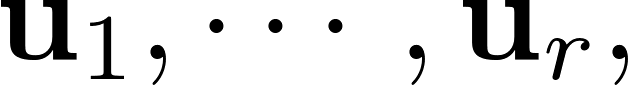 𝐮₁, ⋯ , 𝐮ᵣ,